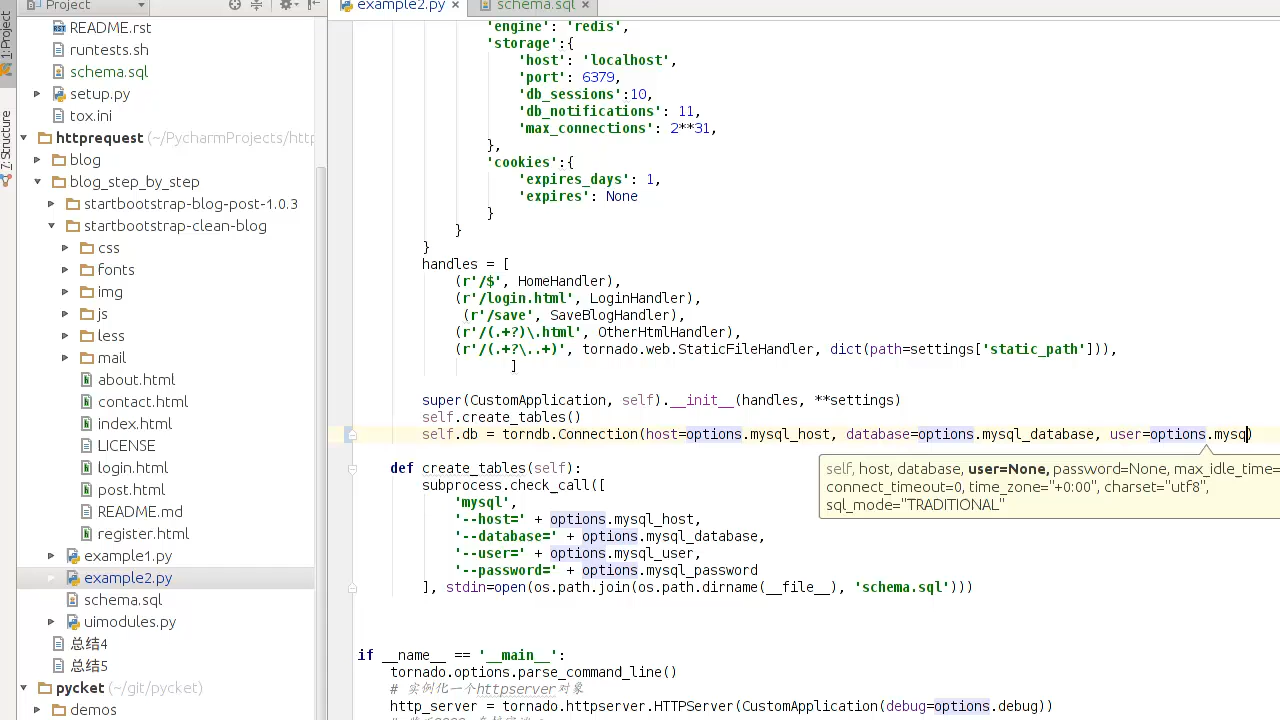 Project
example2.py
schema.sql
1: Project
7: Structure
README.rst
runtests.sh
schema.sql
setup.py
tox.ini
httprequest (~/PycharmProjects/http
blog
blog_step_by_step
startbootstrap-blog-post-1.0.3
startbootstrap-clean-blog
css
fonts
img
js
less
mail
about.html
contact.html
index.html
LICENSE
login.html
post.html
README.md
register.html
example1.py
example2.py
schema.sql
uimodules.py
总结4
总结5
pycket (~/git/pycket)
demos
'engine': 'redis',
'storage':{
'host': 'localhost',
'port': 6379,
'db_sessions':10,
'db_notifications': 11,
'max_connections': 2**31,
},
'cookies':{
'expires_days': 1,
'expires': None
}
}
}
handles = [
(r'/$', HomeHandler),
(r'/login.html', LoginHandler),
(r'/save', SaveBlogHandler),
(r'/(.+?)\.html', OtherHtmlHandler),
(r'/(.+?\..+)', tornado.web.StaticFileHandler, dict(path=settings['static_path'])),
]
super(CustomApplication, self).__init__(handles, **settings)
self.create_tables()
self.db = torndb.Connection(host=options.mysql_host, database=options.mysql_database, user=options.mysq)
self, host, database, user=None, password=None, max_idle_time=
connect_timeout=0, time_zone="+0:00", charset="utf8",
sql_mode="TRADITIONAL"
def create_tables(self):
subprocess.check_call([
'mysql',
'--host=' + options.mysql_host,
'--database=' + options.mysql_database,
'--user=' + options.mysql_user,
'--password=' + options.mysql_password
], stdin=open(os.path.join(os.path.dirname(__file__), 'schema.sql')))
if __name__ == '__main__':
tornado.options.parse_command_line()
# 实例化一个httpserver对象
http_server = tornado.httpserver.HTTPServer(CustomApplication(debug=options.debug))